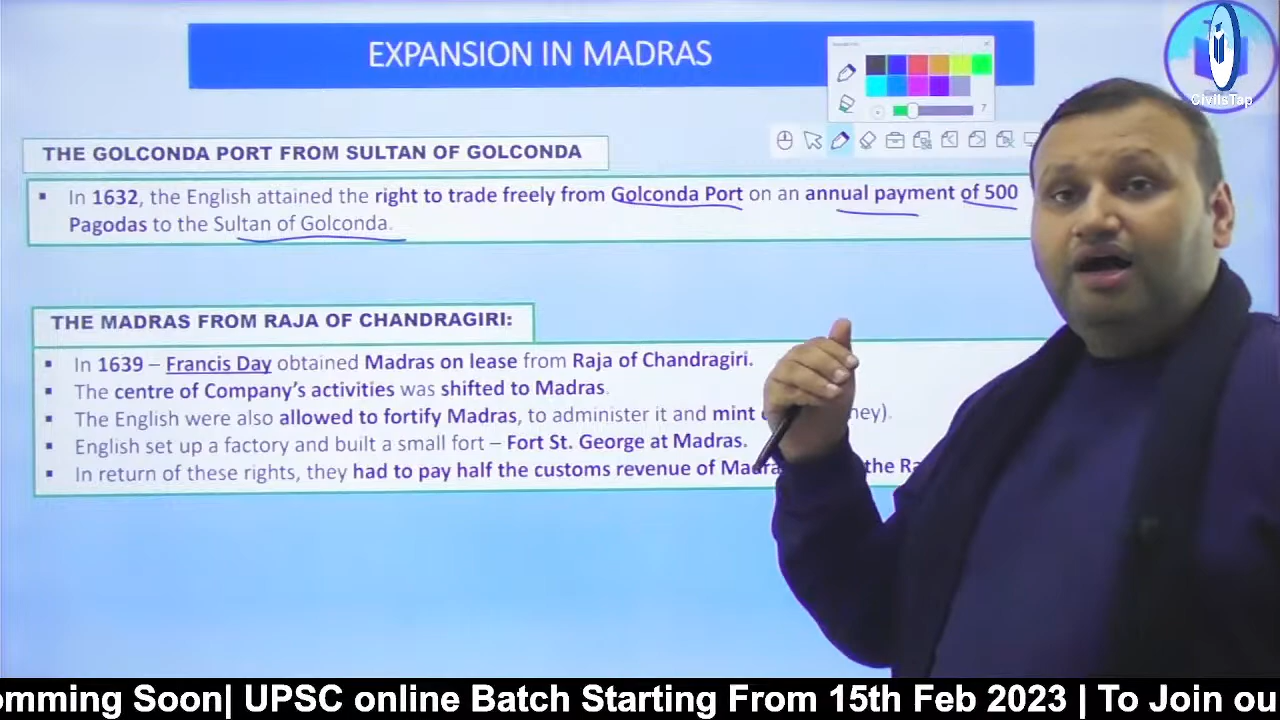 EXPANSION IN MADRAS
7
CivilsTap
THE GOLCONDA PORT FROM SULTAN OF GOLCONDA
▪ In 1632, the English attained the right to trade freely from Golconda Port on an annual payment of 500
Pagodas to the Sultan of Golconda.
THE MADRAS FROM RAJA OF CHANDRAGIRI:
▪ In 1639 – Francis Day obtained Madras on lease from Raja of Chandragiri.
▪ The centre of Company's activities was shifted to Madras.
▪ The English were also allowed to fortify Madras, to administer it and mint
▪ English set up a factory and built a small fort – Fort St. George at Madras.
▪ In return of these rights, they had to pay half the customs revenue of the
omming Soon| UPSC online Batch Starting From 15th Feb 2023 | To Join ou